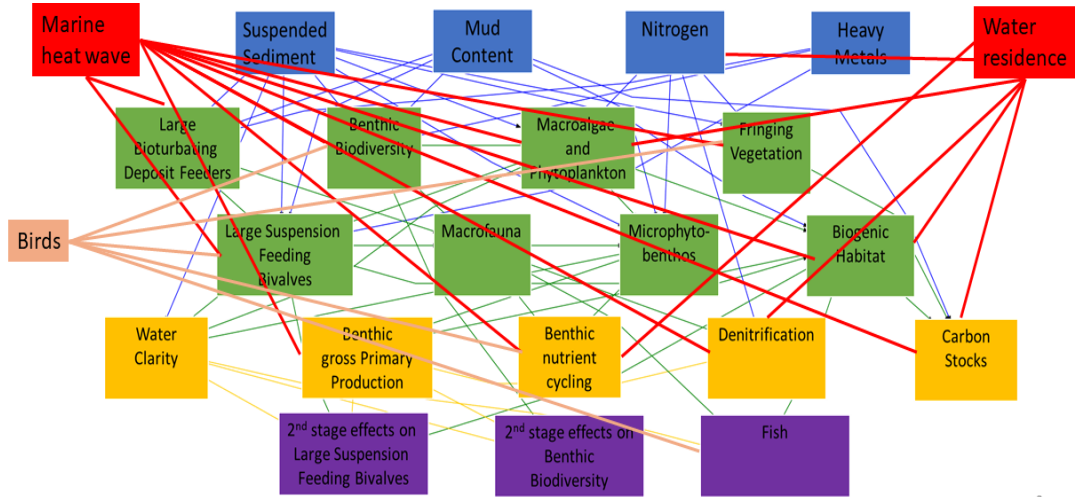 Marine
heat wave
Suspended
Sediment
Mud
Content
Nitrogen
Heavy
Metals
Water
residence
Large
Bioturbating
Deposit Feeders
Benthic
Biodiversity
Macroalgae
and
Phytoplankton
Fringing
Vegetation
Birds
Large Suspension
Feeding
Bivalves
Macrofauna
Microphyto-
benthos
Biogenic
Habitat
Water
Clarity
Benthic
gross Primary
Production
Benthic
nutrient
cycling
Denitrification
Carbon
Stocks
2nd stage effects on
Large Suspension
Feeding Bivalves
2nd stage effects on
Benthic
Biodiversity
Fish